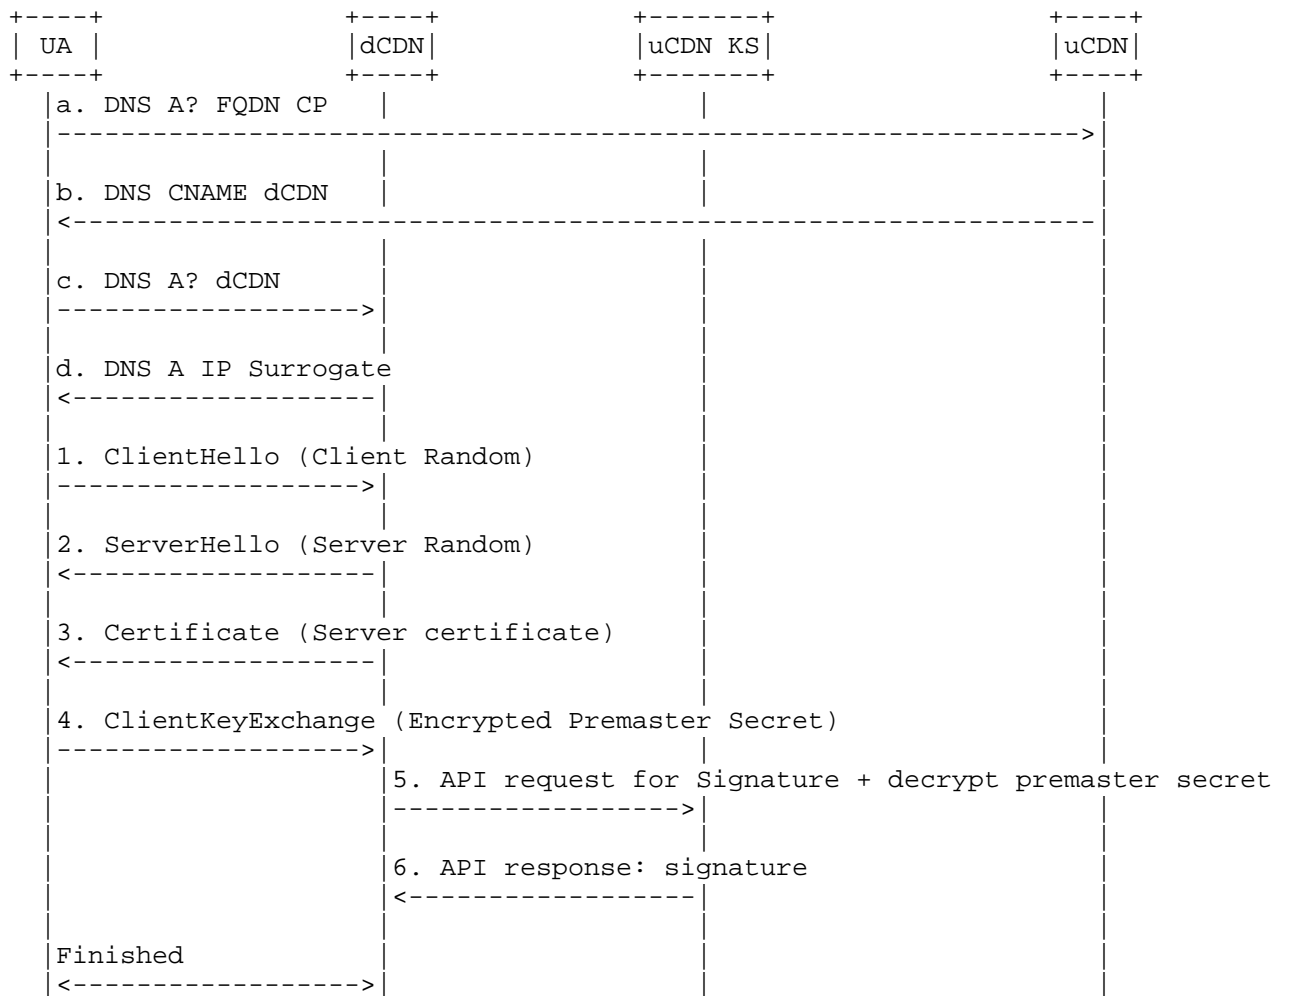 UA dCDN uCDN KS uCDN
a. DNS A? FQDN CP
b. DNS CNAME dCDN
c. DNS A? dCDN
d. DNS A IP Surrogate
1. ClientHello (Client Random)
2. ServerHello (Server Random)
3. Certificate (Server certificate)
4. ClientKeyExchange (Encrypted Premaster Secret)
5. API request for Signature + decrypt premaster secret
6. API response: signature
Finished